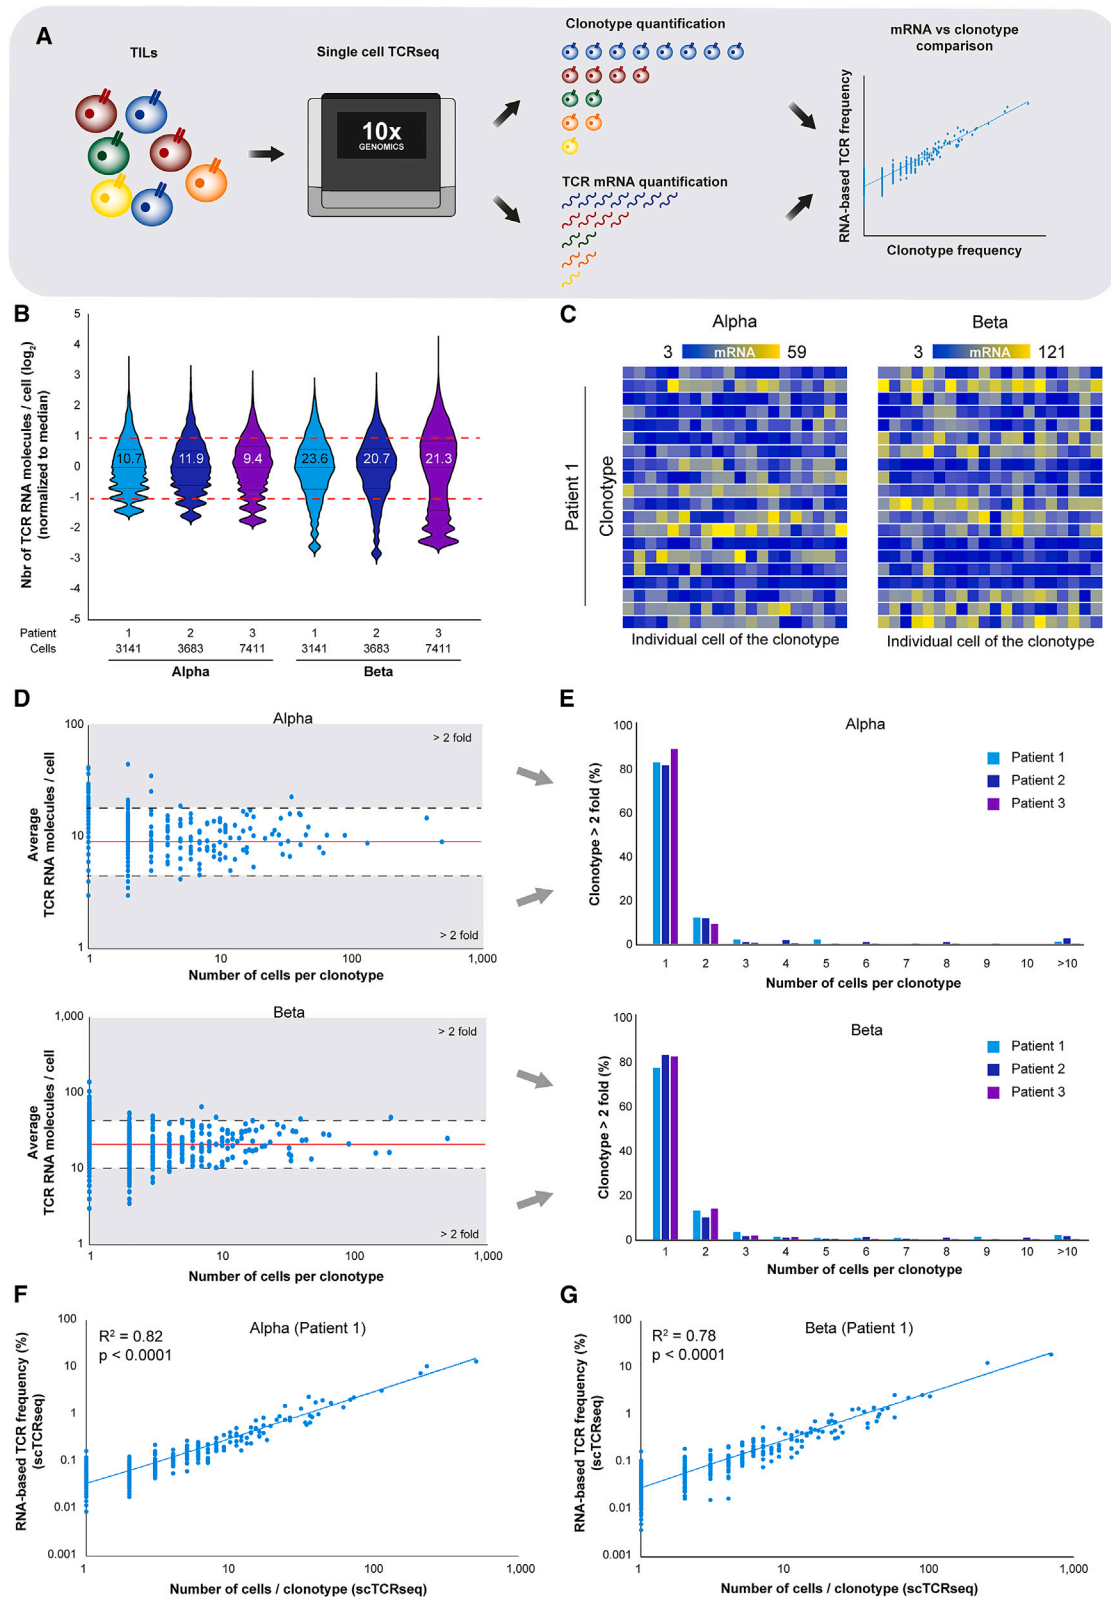 A
TILs
Single cell TCRseq
10x
GENOMICS
Clonotype quantification
TCR mRNA quantification
mRNA vs clonotype
comparison
RNA-based TCR frequency
Clonotype frequency
B
Nbr of TCR RNA molecules / cell (log2)
(normalized to median)
5
4
3
2
1
0
-1
-2
-3
-4
-5
10.7 11.9 9.4 23.6 20.7 21.3
Patient 1 2 3 1 2 3
Cells 3141 3683 7411 3141 3683 7411
Alpha Beta
C
Alpha
3 mRNA 59
Beta
3 mRNA 121
Patient 1
Clonotype
Individual cell of the clonotype
Individual cell of the clonotype
D
Alpha
Average
TCR RNA molecules / cell
100
10
1
> 2 fold
> 2 fold
1 10 100 1,000
Number of cells per clonotype
Beta
Average
TCR RNA molecules / cell
1,000
100
10
1
> 2 fold
> 2 fold
1 10 100 1,000
Number of cells per clonotype
E
Alpha
Clonotype > 2 fold (%)
100
80
60
40
20
0
Patient 1
Patient 2
Patient 3
1 2 3 4 5 6 7 8 9 10 >10
Number of cells per clonotype
Beta
Clonotype > 2 fold (%)
100
80
60
40
20
0
Patient 1
Patient 2
Patient 3
1 2 3 4 5 6 7 8 9 10 >10
Number of cells per clonotype
F
Alpha (Patient 1)
R2 = 0.82
p < 0.0001
RNA-based TCR frequency (%)
(scTCRseq)
100
10
1
0.1
0.01
0.001
1 10 100 1,000
Number of cells / clonotype (scTCRseq)
G
Beta (Patient 1)
R2 = 0.78
p < 0.0001
RNA-based TCR frequency (%)
(scTCRseq)
100
10
1
0.1
0.01
0.001
1 10 100 1,000
Number of cells / clonotype (scTCRseq)